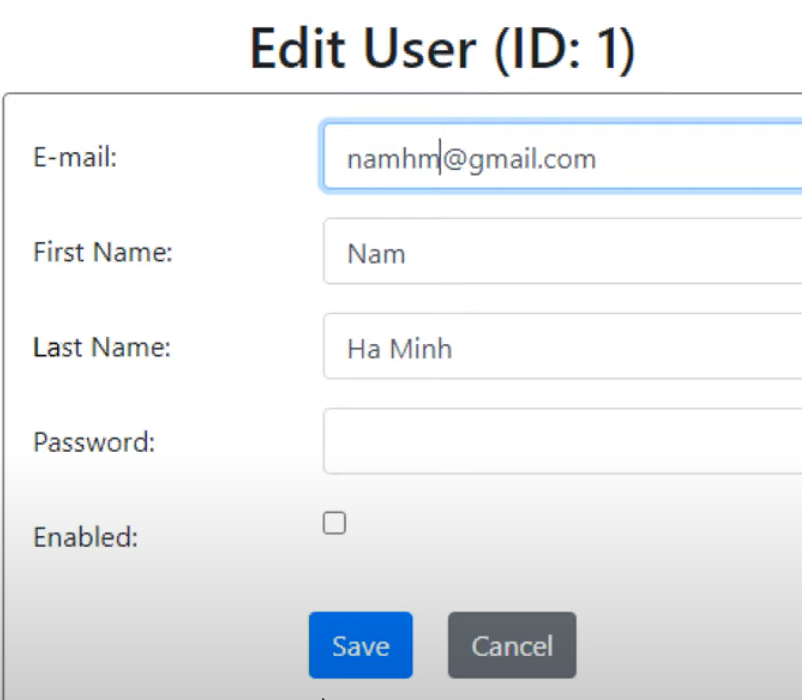 Edit User (ID: 1)
E-mail: namhm@gmail.com
First Name: Nam
Last Name: Ha Minh
Password:
Enabled:
Save Cancel